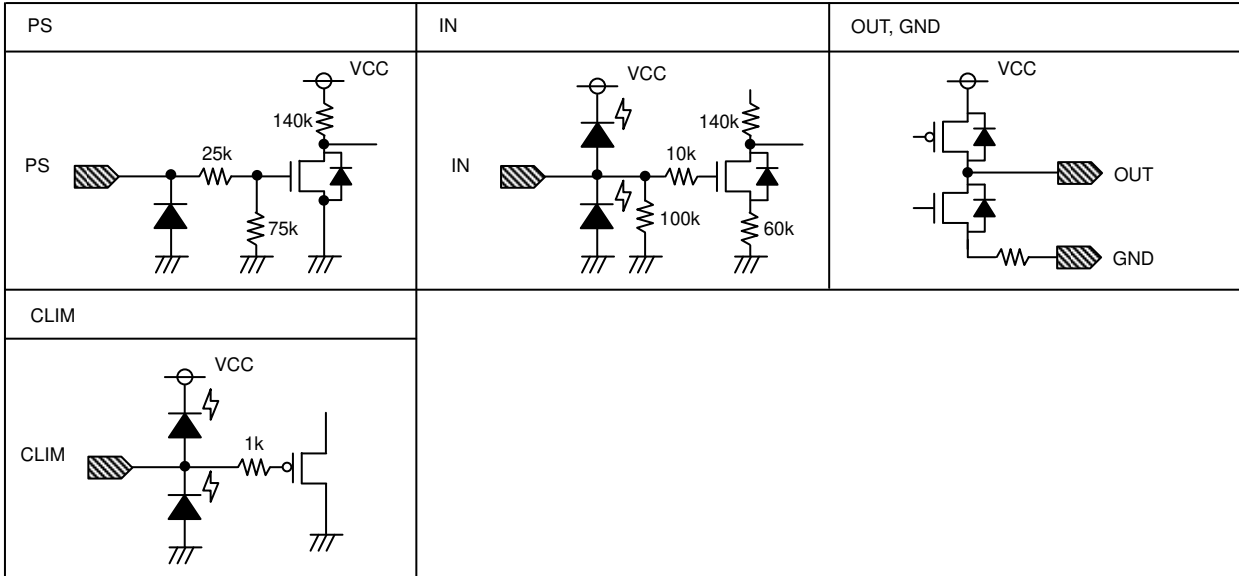 PS
IN
OUT, GND
VCC
140k
PS
25k
75k
VCC
140k
IN
10k
100k
60k
VCC
OUT
GND
CLIM
VCC
CLIM
1k